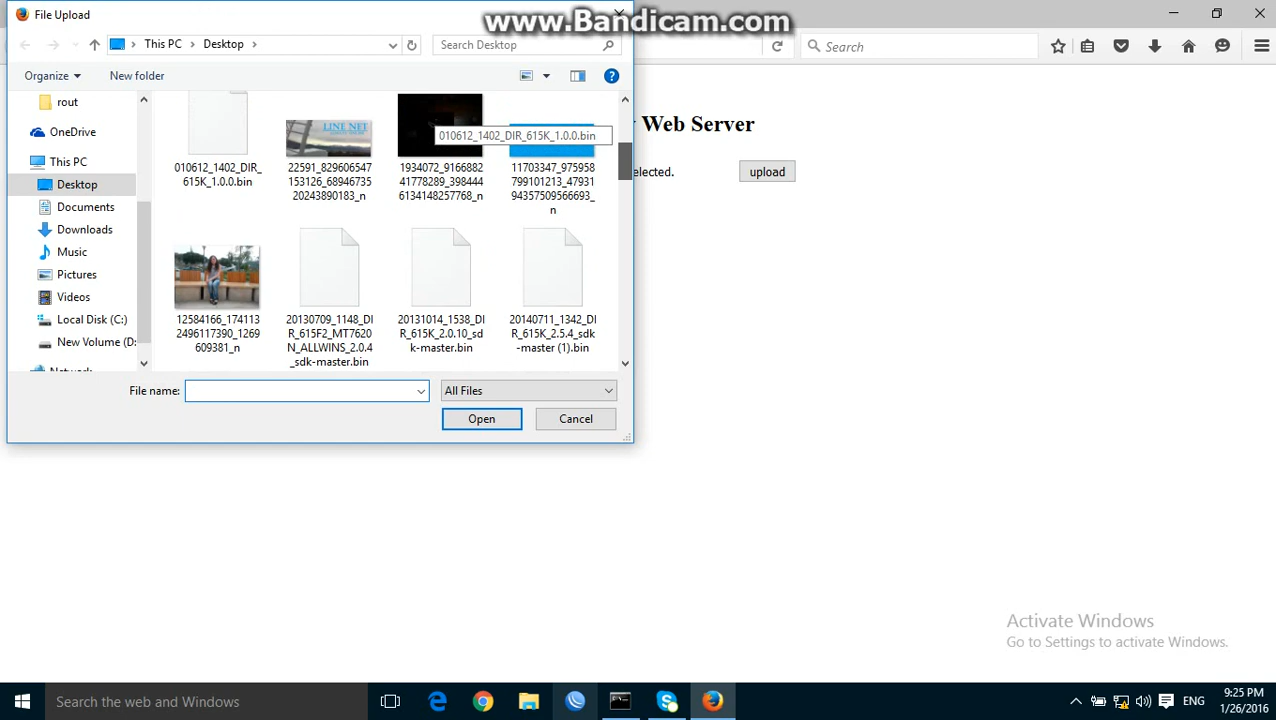 File Upload
www.Bandicam.com
This PC
Desktop
Search Desktop
Search
Organize
New folder
rout
OneDrive
This PC
Desktop
Documents
Downloads
Music
Pictures
Videos
Local Disk (C:)
New Volume (D:
010612_1402_DIR_615K_1.0.0.bin
010612_1402_DIR_
615K_1.0.0.bin
LINE NET
22591_829606547
153126_68946735
20243890183_n
1934072_9166882
41778289_398444
6134148257768_n
11703347_975958
799101213_47931
94357509566693_
n
12584166_174113
2496117390_1269
609381_n
20130709_1148_DI
R_615F2_MT7620
N_ALLWINS_2.0.4
_sdk-master.bin
20131014_1538_DI
R_615K_2.0.10_sd
k-master.bin
20140711_1342_DI
R_615K_2.5.4_sdk
-master (1).bin
File name:
All Files
Open
Cancel
Web Server
elected.
upload
Activate Windows
Go to Settings to activate Windows.
Search the web and Windows
ENG
9:25 PM
1/26/2016